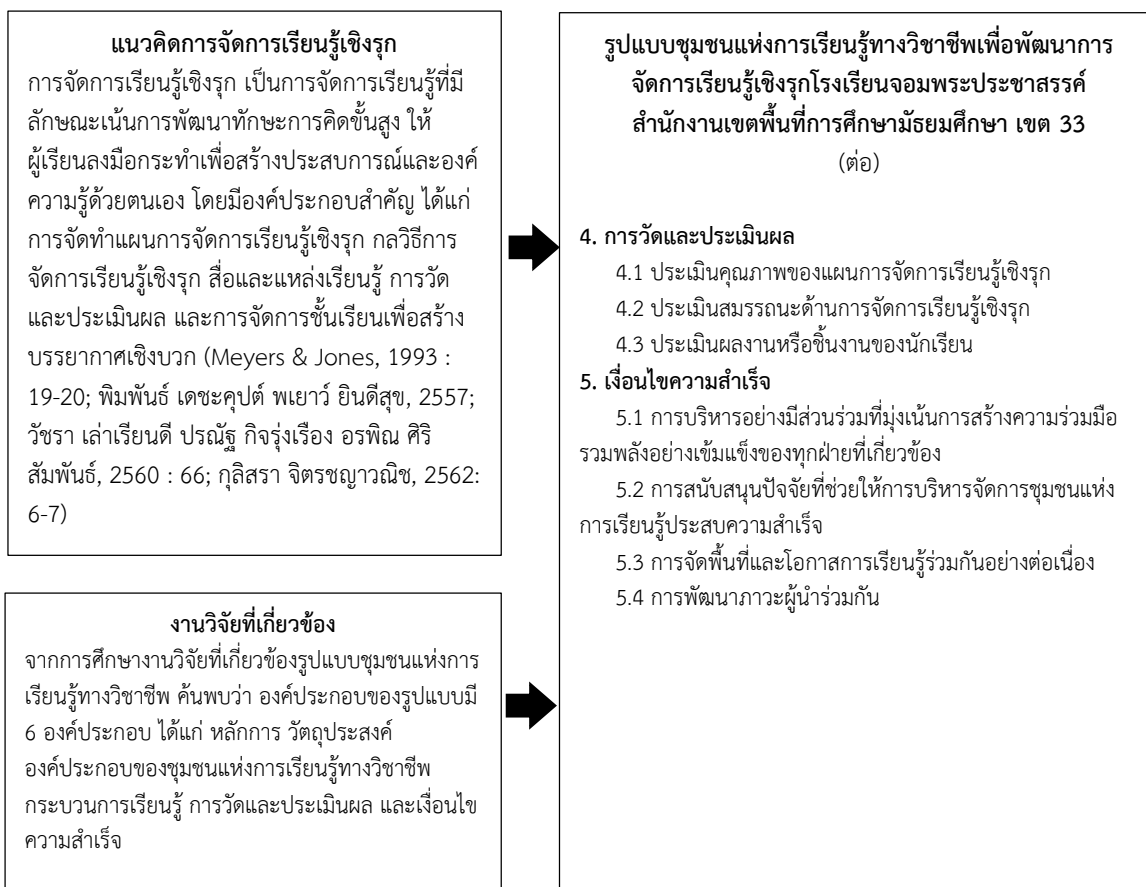 แนวคิดการจัดการเรียนรู้เชิงรุก
การจัดการเรียนรู้เชิงรุก เป็นการจัดการเรียนรู้ที่มี
ลักษณะเน้นการพัฒนาทักษะการคิดขั้นสูง ให้
ผู้เรียนลงมือกระทำเพื่อสร้างประสบการณ์และองค์
ความรู้ด้วยตนเอง โดยมีองค์ประกอบสำคัญ ได้แก่
การจัดทำแผนการจัดการเรียนรู้เชิงรุก กลวิธีการ
จัดการเรียนรู้เชิงรุก สื่อและแหล่งเรียนรู้ การวัด
และประเมินผล และการจัดการชั้นเรียนเพื่อสร้าง
บรรยากาศเชิงบวก (Meyers & Jones, 1993 :
19-20; พิมพันธ์ เดชะคุปต์ พเยาว์ ยินดีสุข, 2557;
วัชรา เล่าเรียนดี ปรณัฐ กิจรุ่งเรือง อรพิณ ศิริ
สัมพันธ์, 2560 : 66; กุลิสรา จิตรชญาวณิช, 2562:
6-7)
งานวิจัยที่เกี่ยวข้อง
จากการศึกษางานวิจัยที่เกี่ยวข้องรูปแบบชุมชนแห่งการ
เรียนรู้ทางวิชาชีพ ค้นพบว่า องค์ประกอบของรูปแบบมี
6 องค์ประกอบ ได้แก่ หลักการ วัตถุประสงค์
องค์ประกอบของชุมชนแห่งการเรียนรู้ทางวิชาชีพ
กระบวนการเรียนรู้ การวัดและประเมินผล และเงื่อนไข
ความสำเร็จ
รูปแบบชุมชนแห่งการเรียนรู้ทางวิชาชีพเพื่อพัฒนาการ
จัดการเรียนรู้เชิงรุกโรงเรียนจอมพระประชาสรรค์
สำนักงานเขตพื้นที่การศึกษามัธยมศึกษา เขต 33
(ต่อ)
4. การวัดและประเมินผล
4.1 ประเมินคุณภาพของแผนการจัดการเรียนรู้เชิงรุก
4.2 ประเมินสมรรถนะด้านการจัดการเรียนรู้เชิงรุก
4.3 ประเมินผลงานหรือชิ้นงานของนักเรียน
5. เงื่อนไขความสำเร็จ
5.1 การบริหารอย่างมีส่วนร่วมที่มุ่งเน้นการสร้างความร่วมมือ
รวมพลังอย่างเข้มแข็งของทุกฝ่ายที่เกี่ยวข้อง
5.2 การสนับสนุนปัจจัยที่ช่วยให้การบริหารจัดการชุมชนแห่ง
การเรียนรู้ประสบความสำเร็จ
5.3 การจัดพื้นที่และโอกาสการเรียนรู้ร่วมกันอย่างต่อเนื่อง
5.4 การพัฒนาภาวะผู้นำร่วมกัน